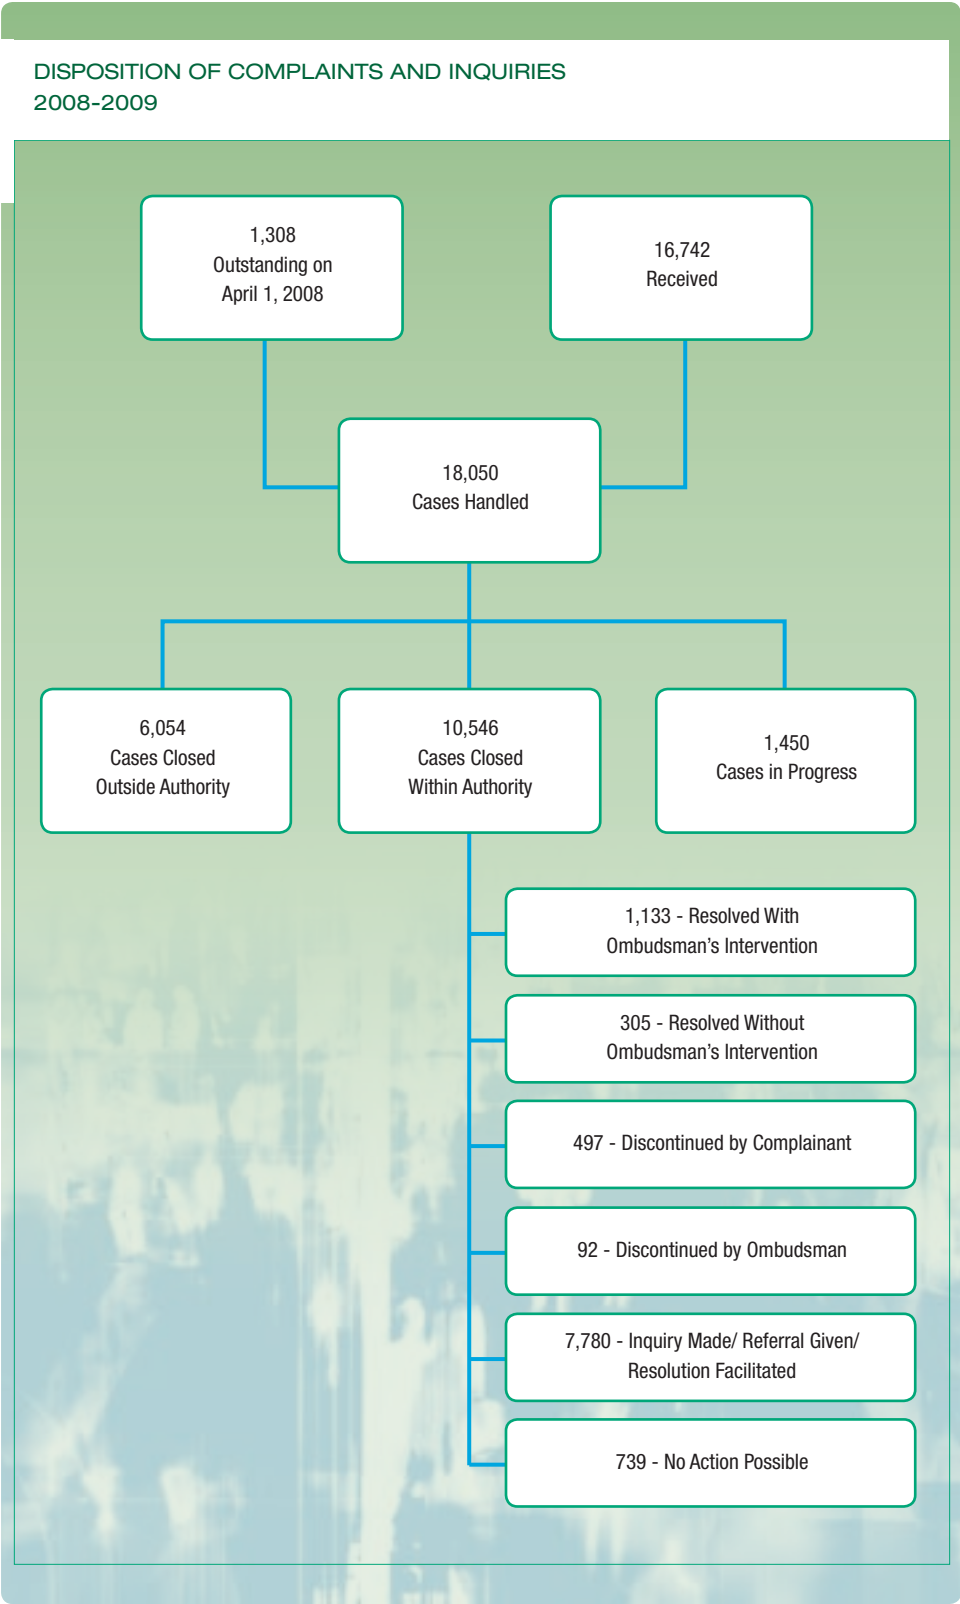 DISPOSITION OF COMPLAINTS AND INQUIRIES
2008-2009
1,308
Outstanding on
April 1, 2008
16,742
Received
18,050
Cases Handled
6,054
Cases Closed
Outside Authority
10,546
Cases Closed
Within Authority
1,450
Cases in Progress
1,133 - Resolved With
Ombudsman’s Intervention
305 - Resolved Without
Ombudsman’s Intervention
497 - Discontinued by Complainant
92 - Discontinued by Ombudsman
7,780 - Inquiry Made/ Referral Given/
Resolution Facilitated
739 - No Action Possible